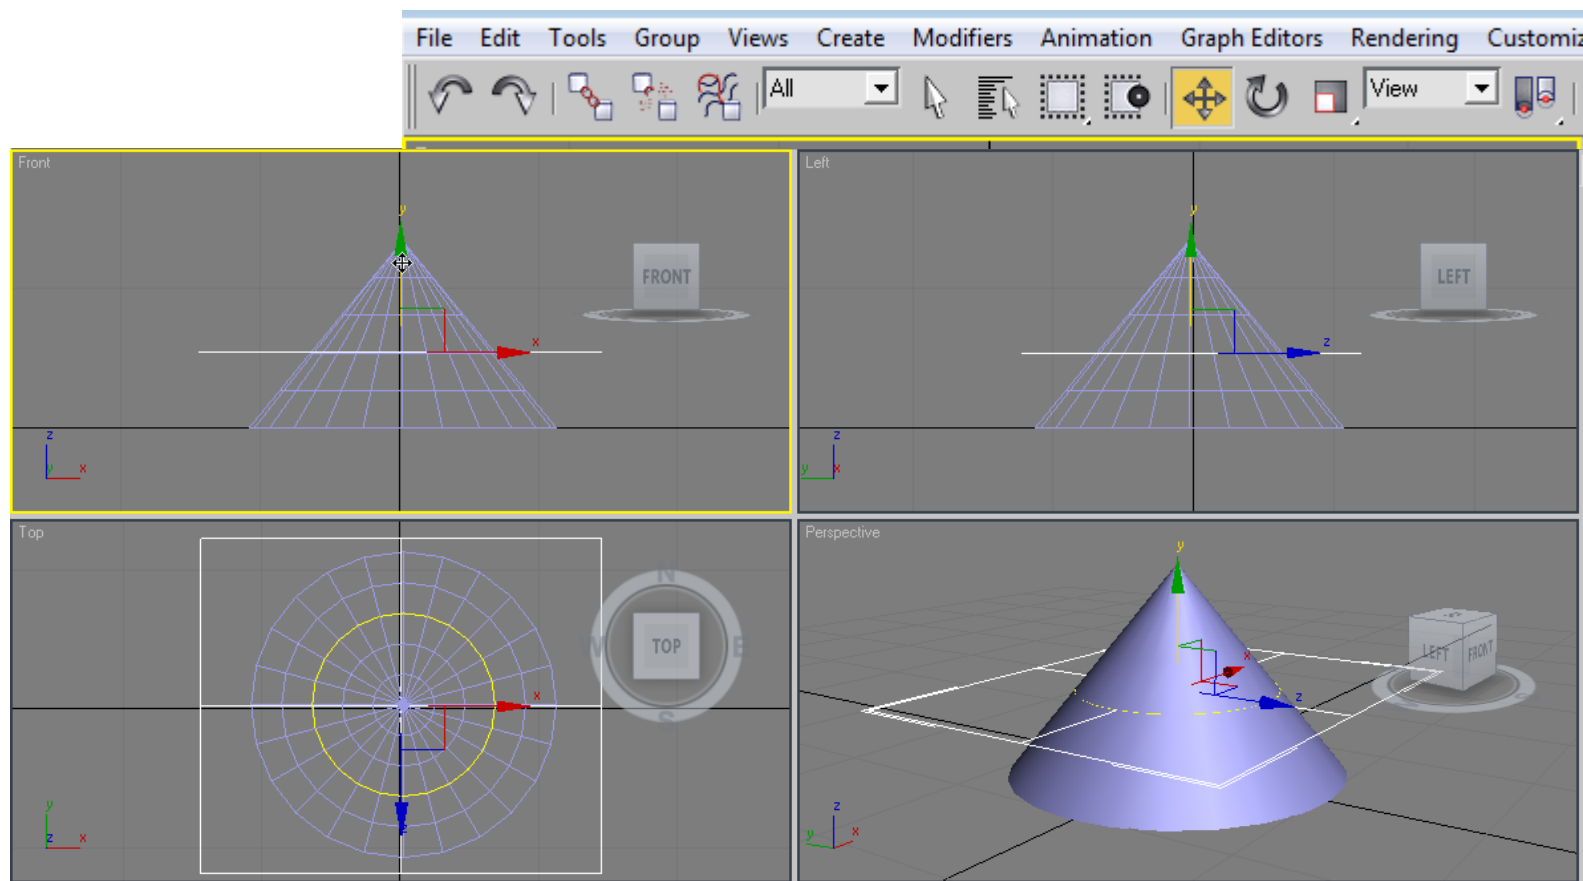 File Edit Tools Group Views Create Modifiers Animation Graph Editors Rendering Customiz
All View
Front
Left
y
y
FRONT
LEFT
x
z
z
y x
z
y x
Top
Perspective
N
y
W TOP E
LEFT FRONT
x
x
z
S
y
z x
z
z
y x